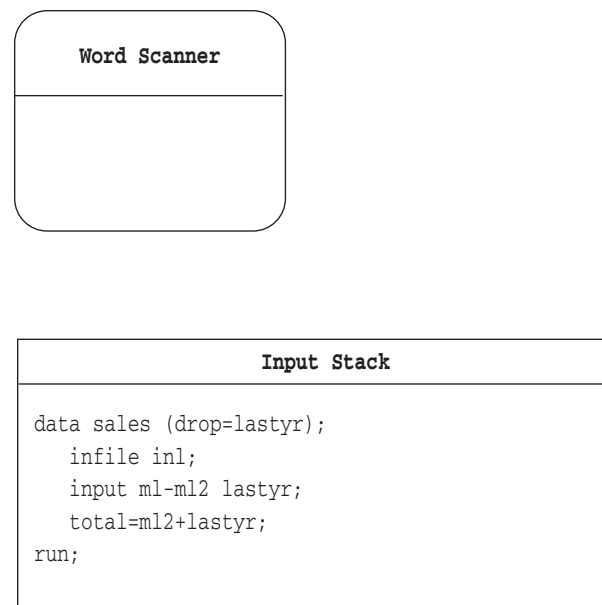 Word Scanner
Input Stack
data sales (drop=lastyr);
infile inl;
input ml-ml2 lastyr;
total=ml2+lastyr;
run;